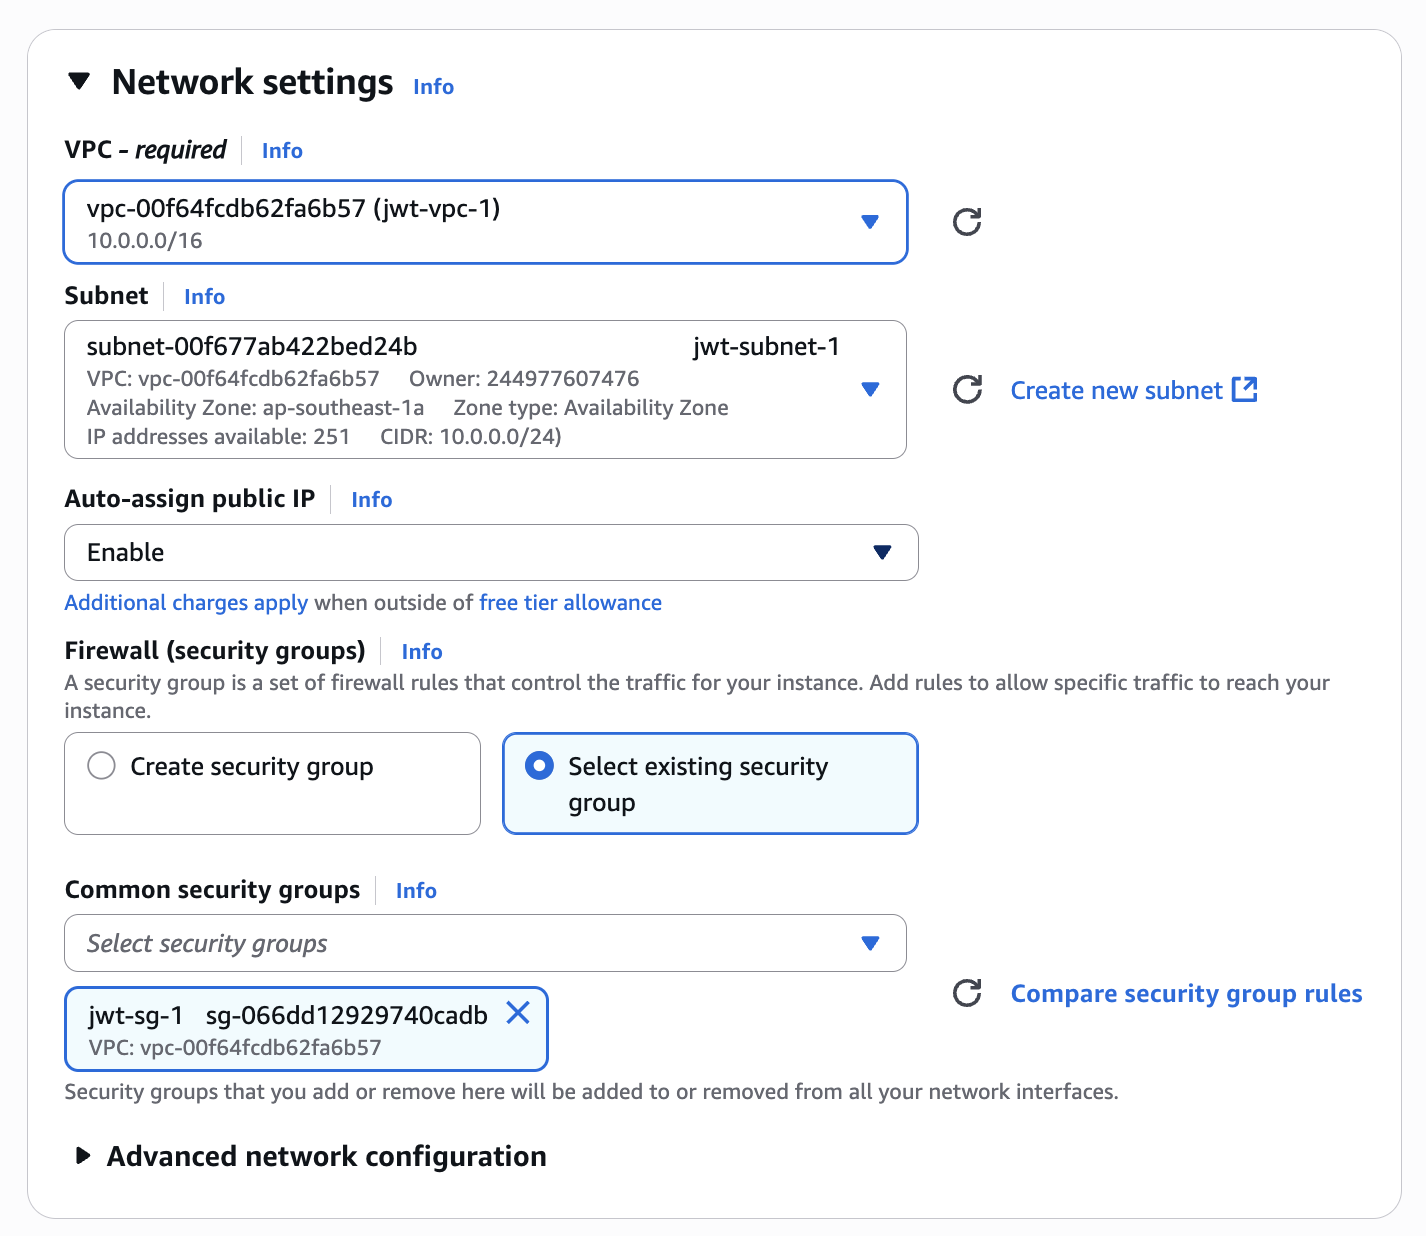 Network settings Info
VPC - required Info
vpc-00f64fcdb62fa6b57 (jwt-vpc-1)
10.0.0.0/16
Subnet Info
subnet-00f677ab422bed24b jwt-subnet-1
VPC: vpc-00f64fcdb62fa6b57 Owner: 244977607476
Availability Zone: ap-southeast-1a Zone type: Availability Zone
IP addresses available: 251 CIDR: 10.0.0.0/24)
Create new subnet
Auto-assign public IP Info
Enable
Additional charges apply when outside of free tier allowance
Firewall (security groups) Info
A security group is a set of firewall rules that control the traffic for your instance. Add rules to allow specific traffic to reach your
instance.
Create security group
Select existing security
group
Common security groups Info
Select security groups
jwt-sg-1 sg-066dd12929740cadb
VPC: vpc-00f64fcdb62fa6b57
Compare security group rules
Security groups that you add or remove here will be added to or removed from all your network interfaces.
Advanced network configuration